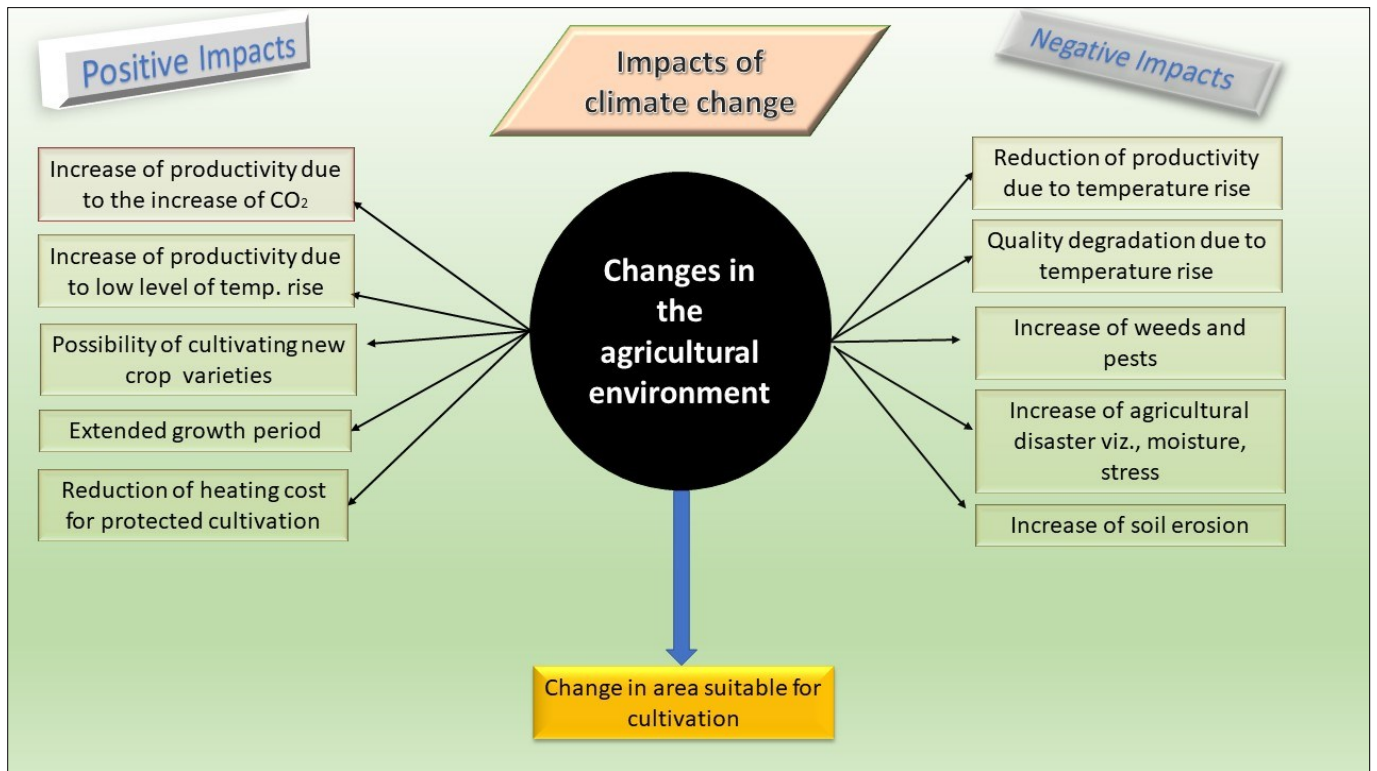 Positive Impacts
Impacts of
climate change
Negative Impacts
Increase of productivity due
to the increase of CO₂
Increase of productivity due
to low level of temp. rise
Possibility of cultivating new
crop varieties
Extended growth period
Reduction of heating cost
for protected cultivation
Changes in
the
agricultural
environment
Reduction of productivity
due to temperature rise
Quality degradation due to
temperature rise
Increase of weeds and
pests
Increase of agricultural
disaster viz., moisture,
stress
Increase of soil erosion
Change in area suitable for
cultivation